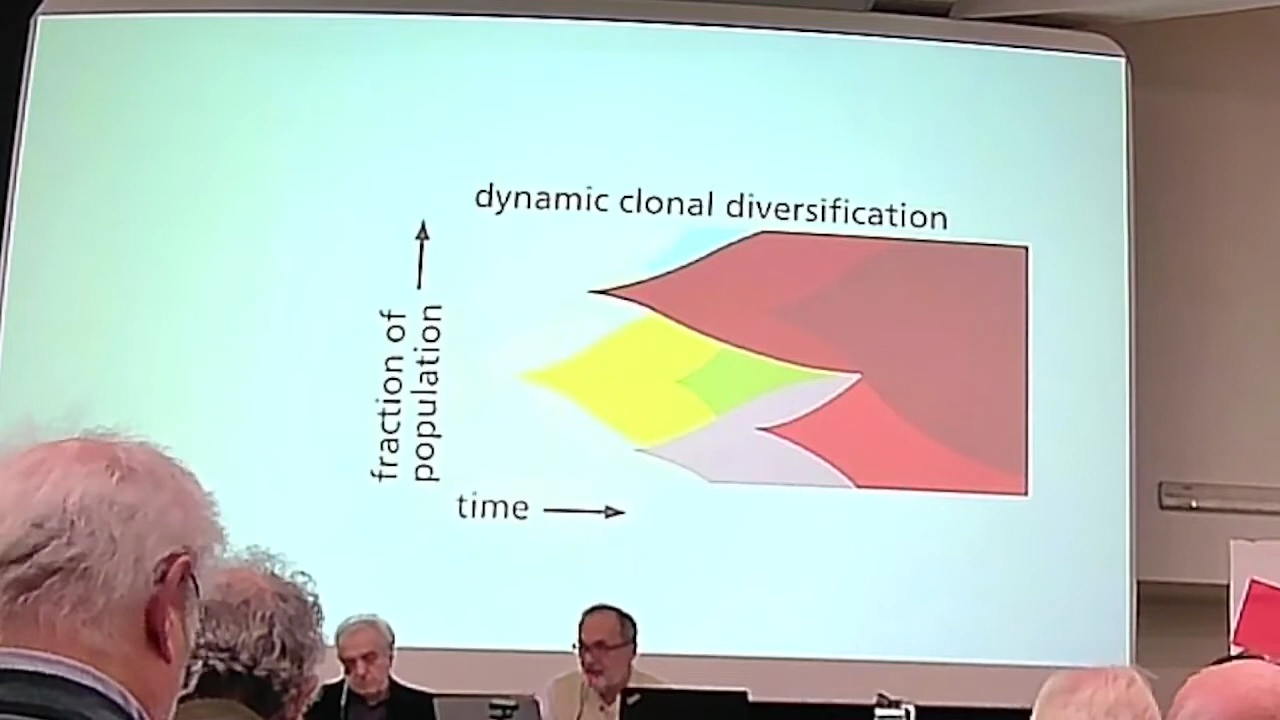 dynamic clonal diversification
fraction of
population
time